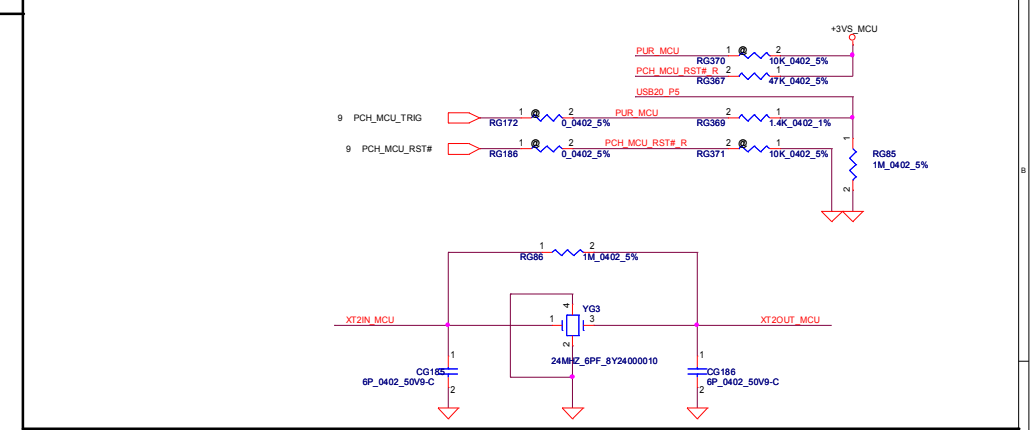 +3VS_MCU
PUR_MCU 1 @ 2
RG370 10K_0402_5%
PCH_MCU_RST#_R 2 1
RG367 47K_0402_5%
USB20_P5
9 PCH_MCU_TRIG 1 @ 2 PUR_MCU 2 1
RG172 0_0402_5% RG369 1.4K_0402_1%
9 PCH_MCU_RST# 1 @ 2 PCH_MCU_RST#_R 2 @ 1
RG186 0_0402_5% RG371 10K_0402_5%
1
RG85
1M_0402_5%
2
B
1 2
RG86 1M_0402_5%
4 YG3
XT2IN_MCU 1 3 XT2OUT_MCU
2
24MHZ_6PF_8Y24000010
1
CG185
6P_0402_50V9-C
2
1
CG186
6P_0402_50V9-C
2